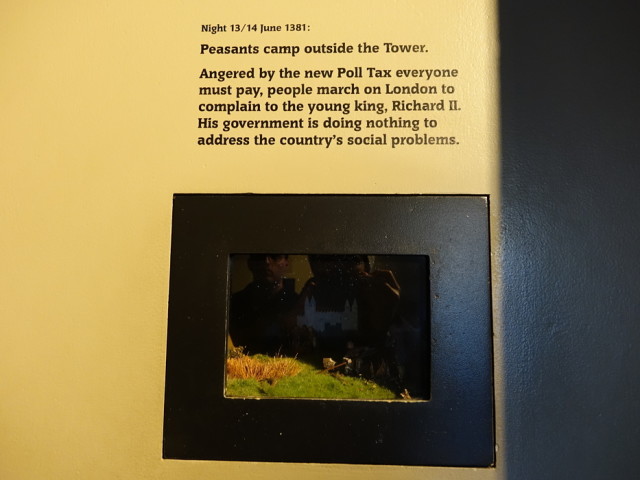 Night 13/14 June 1381:
Peasants camp outside the Tower.
Angered by the new Poll Tax everyone
must pay, people march on London to
complain to the young king, Richard II.
His government is doing nothing to
address the country's social problems.